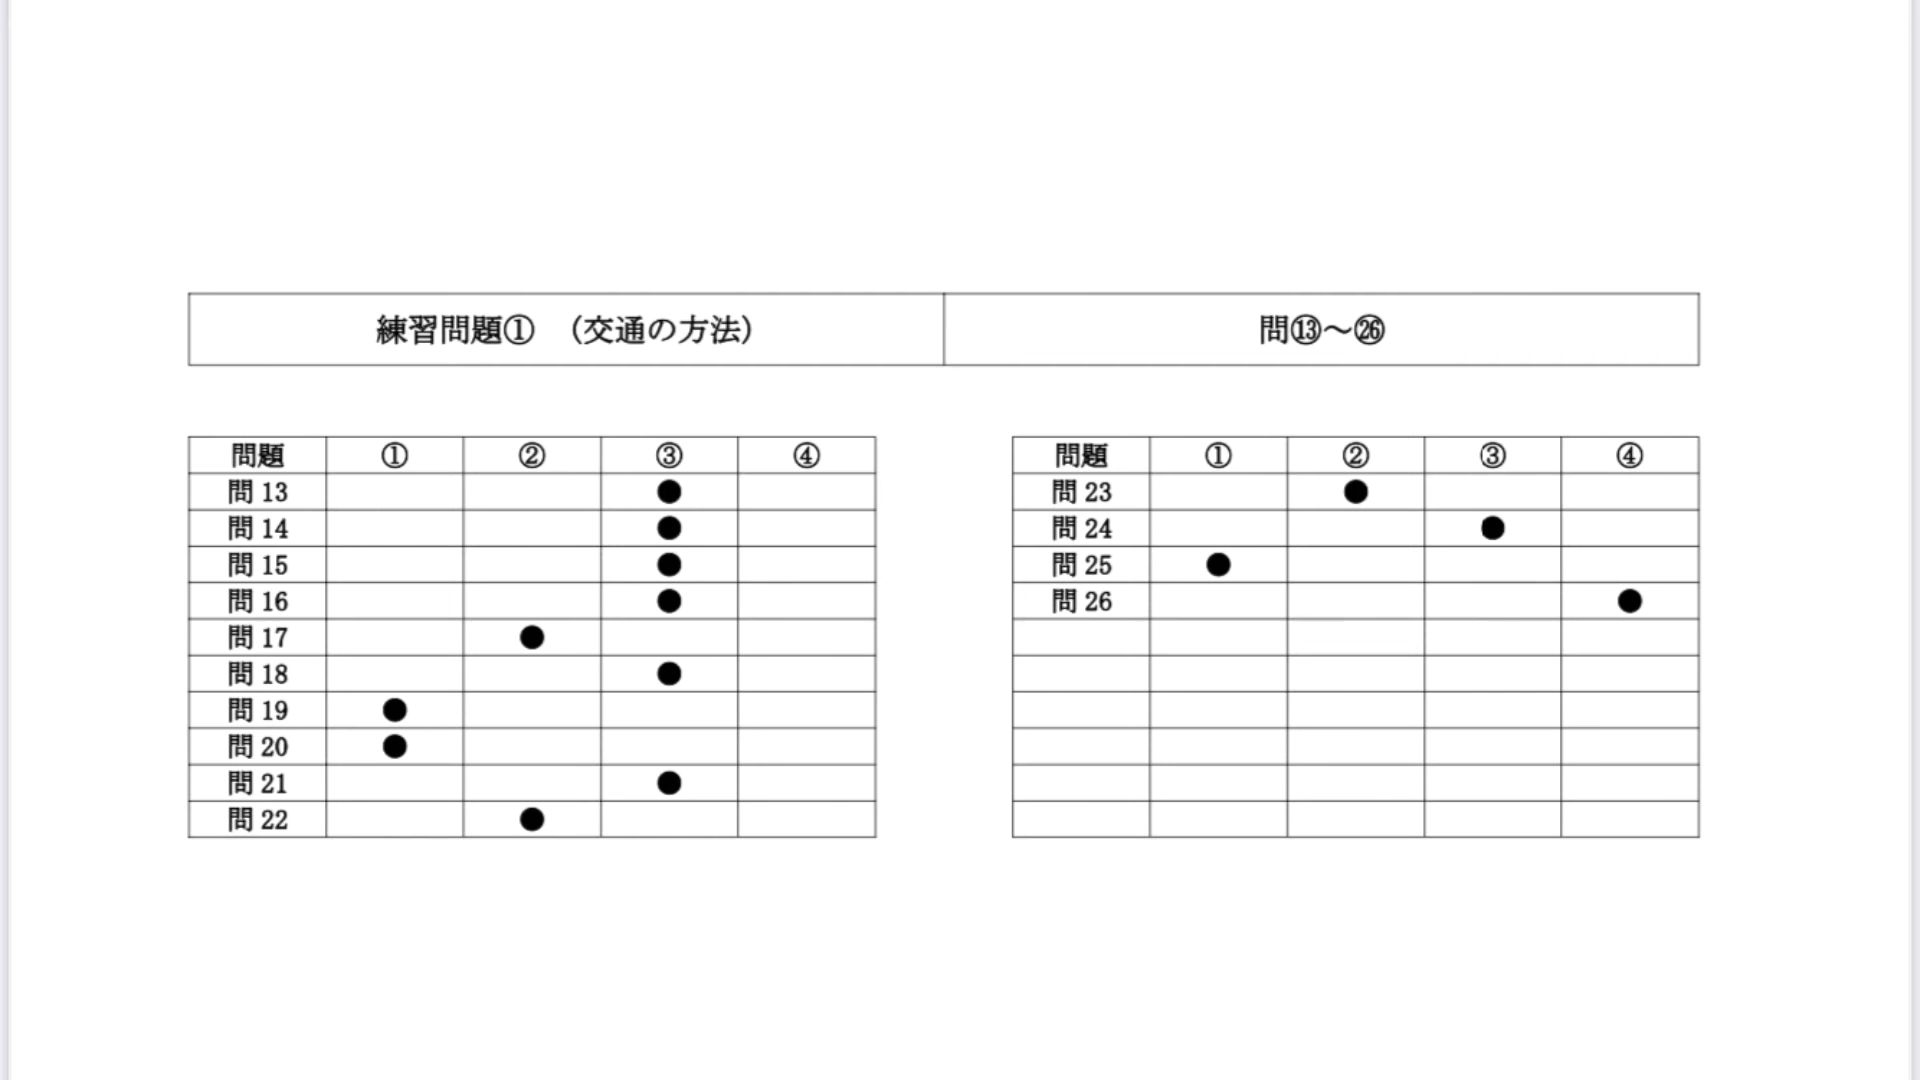 練習問題① （交通の方法）
問⑬～㉖
問題 ① ② ③ ④
問 13 ●
問 14 ●
問 15 ●
問 16 ●
問 17 ●
問 18 ●
問 19 ●
問 20 ●
問 21 ●
問 22 ●
問題 ① ② ③ ④
問 23 ●
問 24 ●
問 25 ●
問 26 ●